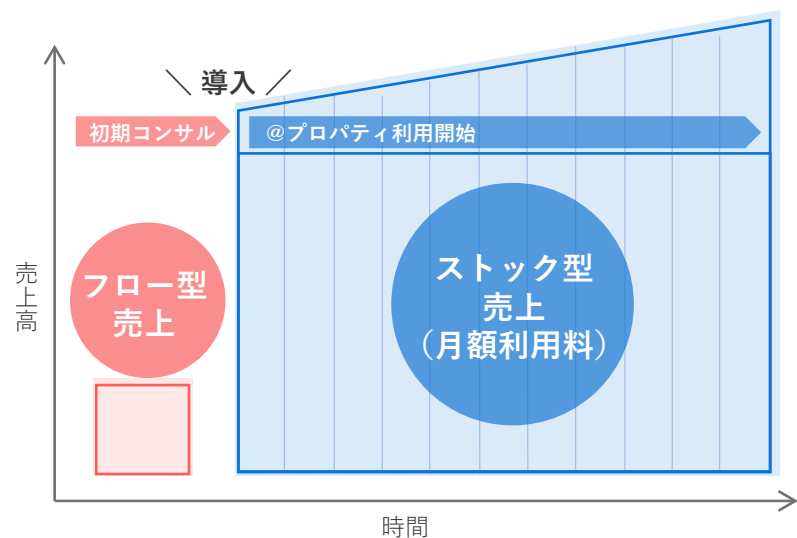 ＼ 導入 ／
初期コンサル
@プロパティ利用開始
フロー型
売上
ストック型
売上
（月額利用料）
売上高
時間